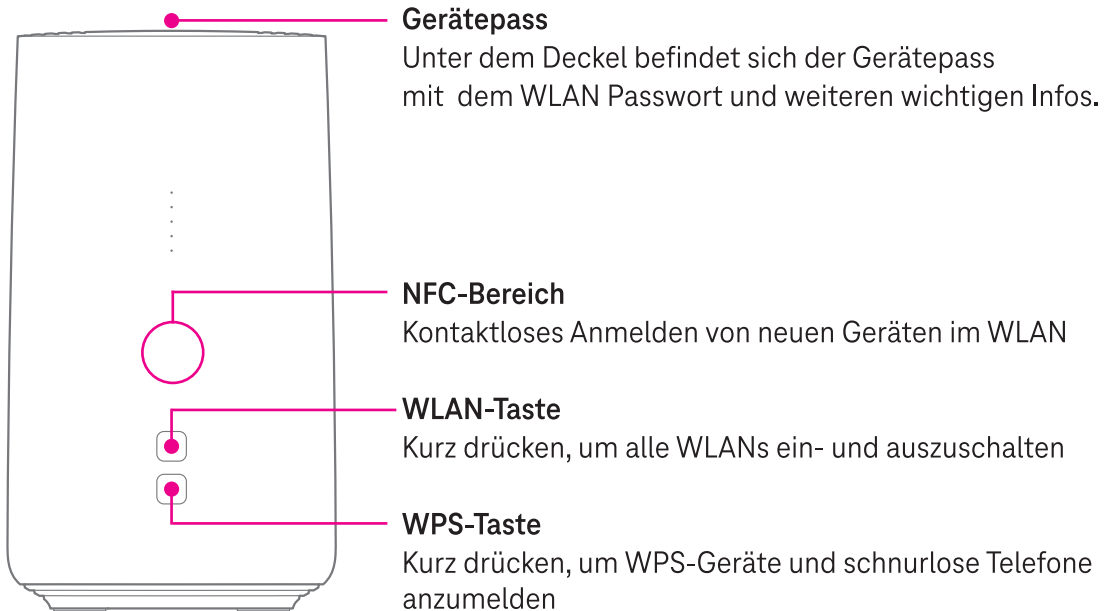 Gerätepass
Unter dem Deckel befindet sich der Gerätepass
mit dem WLAN Passwort und weiteren wichtigen Infos.
NFC-Bereich
Kontaktloses Anmelden von neuen Geräten im WLAN
WLAN-Taste
Kurz drücken, um alle WLANs ein- und auszuschalten
WPS-Taste
Kurz drücken, um WPS-Geräte und schnurlose Telefone
anzumelden